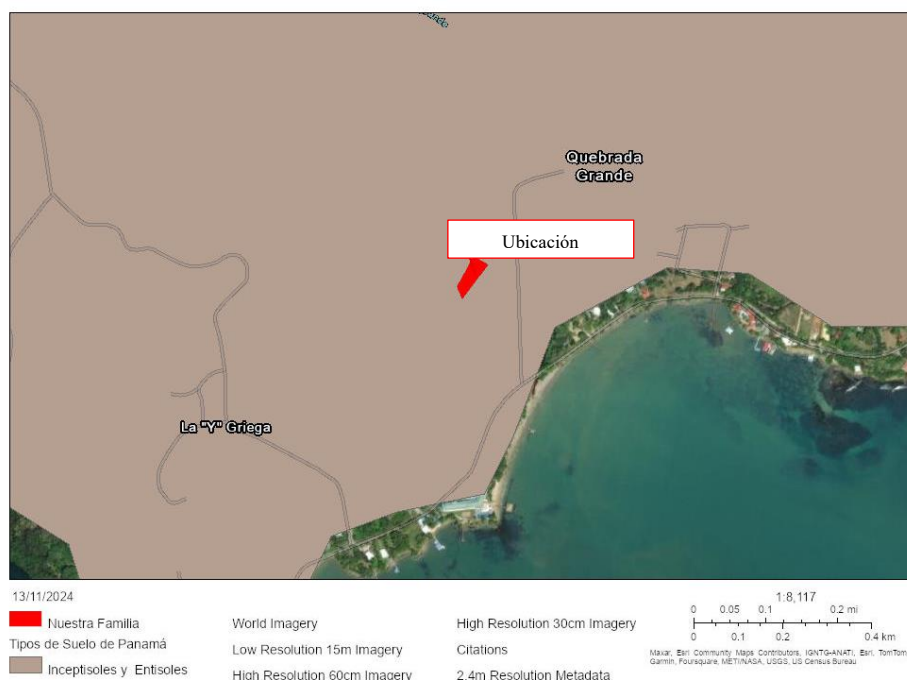 Quebrada
Grande
Ubicación
La "Y" Griega
13/11/2024
Nuestra Familia
Tipos de Suelo de Panamá
Inceptisoles y Entisoles
World Imagery
Low Resolution 15m Imagery
High Resolution 60cm Imagery
High Resolution 30cm Imagery
Citations
2.4m Resolution Metadata
1:8,117
0 0.05 0.1 0.2 mi
0 0.1 0.2 0.4 km
Maxar, Esri Community Maps Contributors, IGNTG-ANATI, Esri, TomTom,
Garmin, Foursquare, METI/NASA, USGS, US Census Bureau